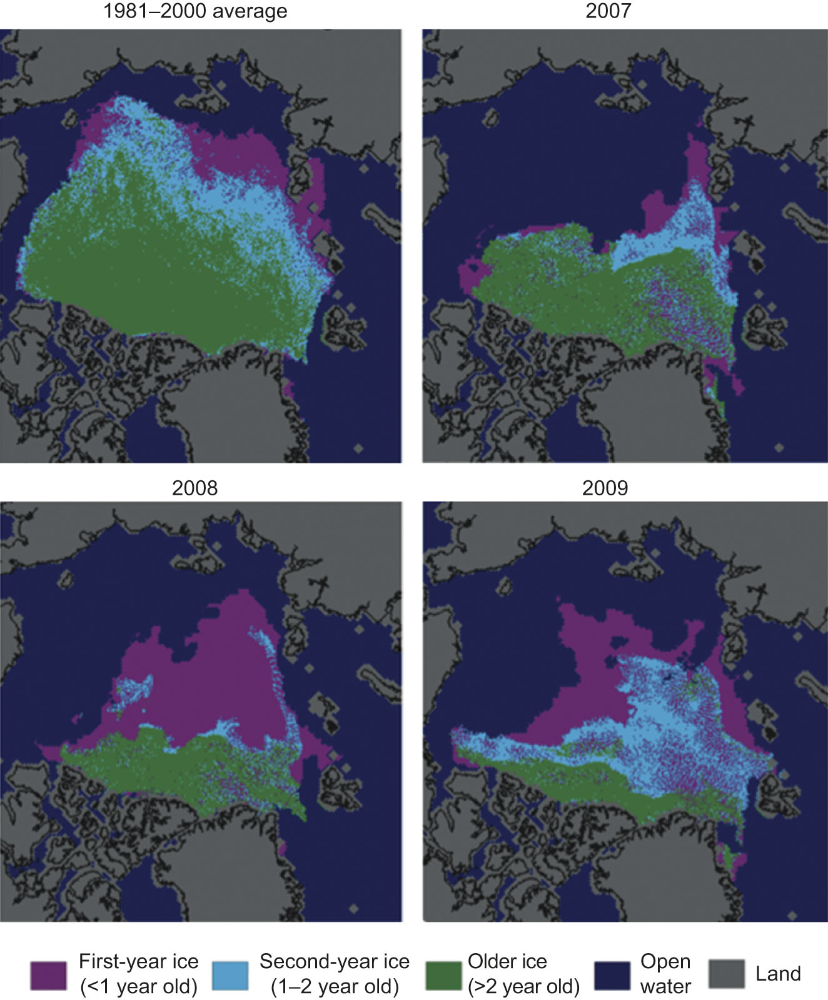 1981–2000 average
2007
2008
2009
First-year ice
(<1 year old)
Second-year ice
(1–2 year old)
Older ice
(>2 year old)
Open
water
Land